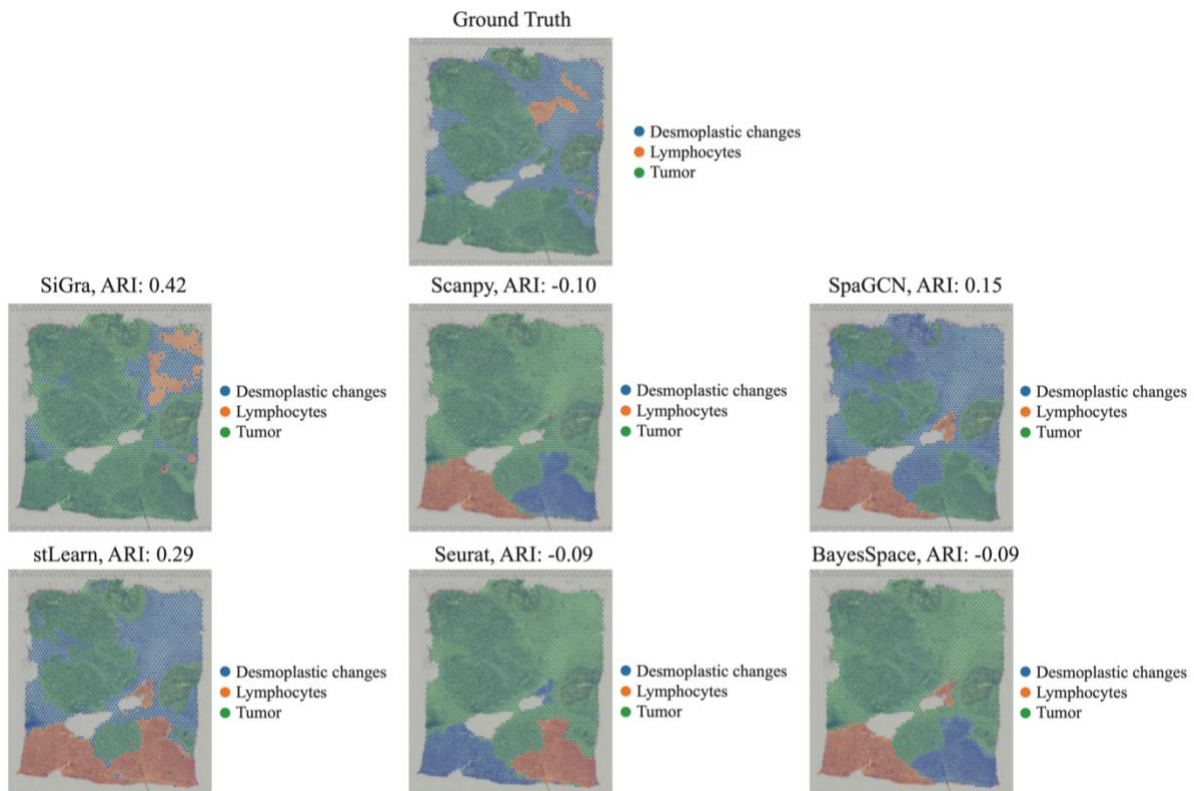 Ground Truth
Desmoplastic changes
Lymphocytes
Tumor
SiGra, ARI: 0.42
Desmoplastic changes
Lymphocytes
Tumor
Scanpy, ARI: -0.10
Desmoplastic changes
Lymphocytes
Tumor
SpaGCN, ARI: 0.15
Desmoplastic changes
Lymphocytes
Tumor
stLearn, ARI: 0.29
Desmoplastic changes
Lymphocytes
Tumor
Seurat, ARI: -0.09
Desmoplastic changes
Lymphocytes
Tumor
BayesSpace, ARI: -0.09
Desmoplastic changes
Lymphocytes
Tumor